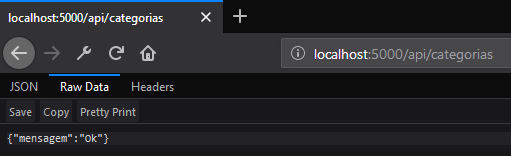 localhost:5000/api/categorias
localhost:5000/api/categorias
JSON Raw Data Headers
Save Copy Pretty Print
{"mensagem":"Ok"}